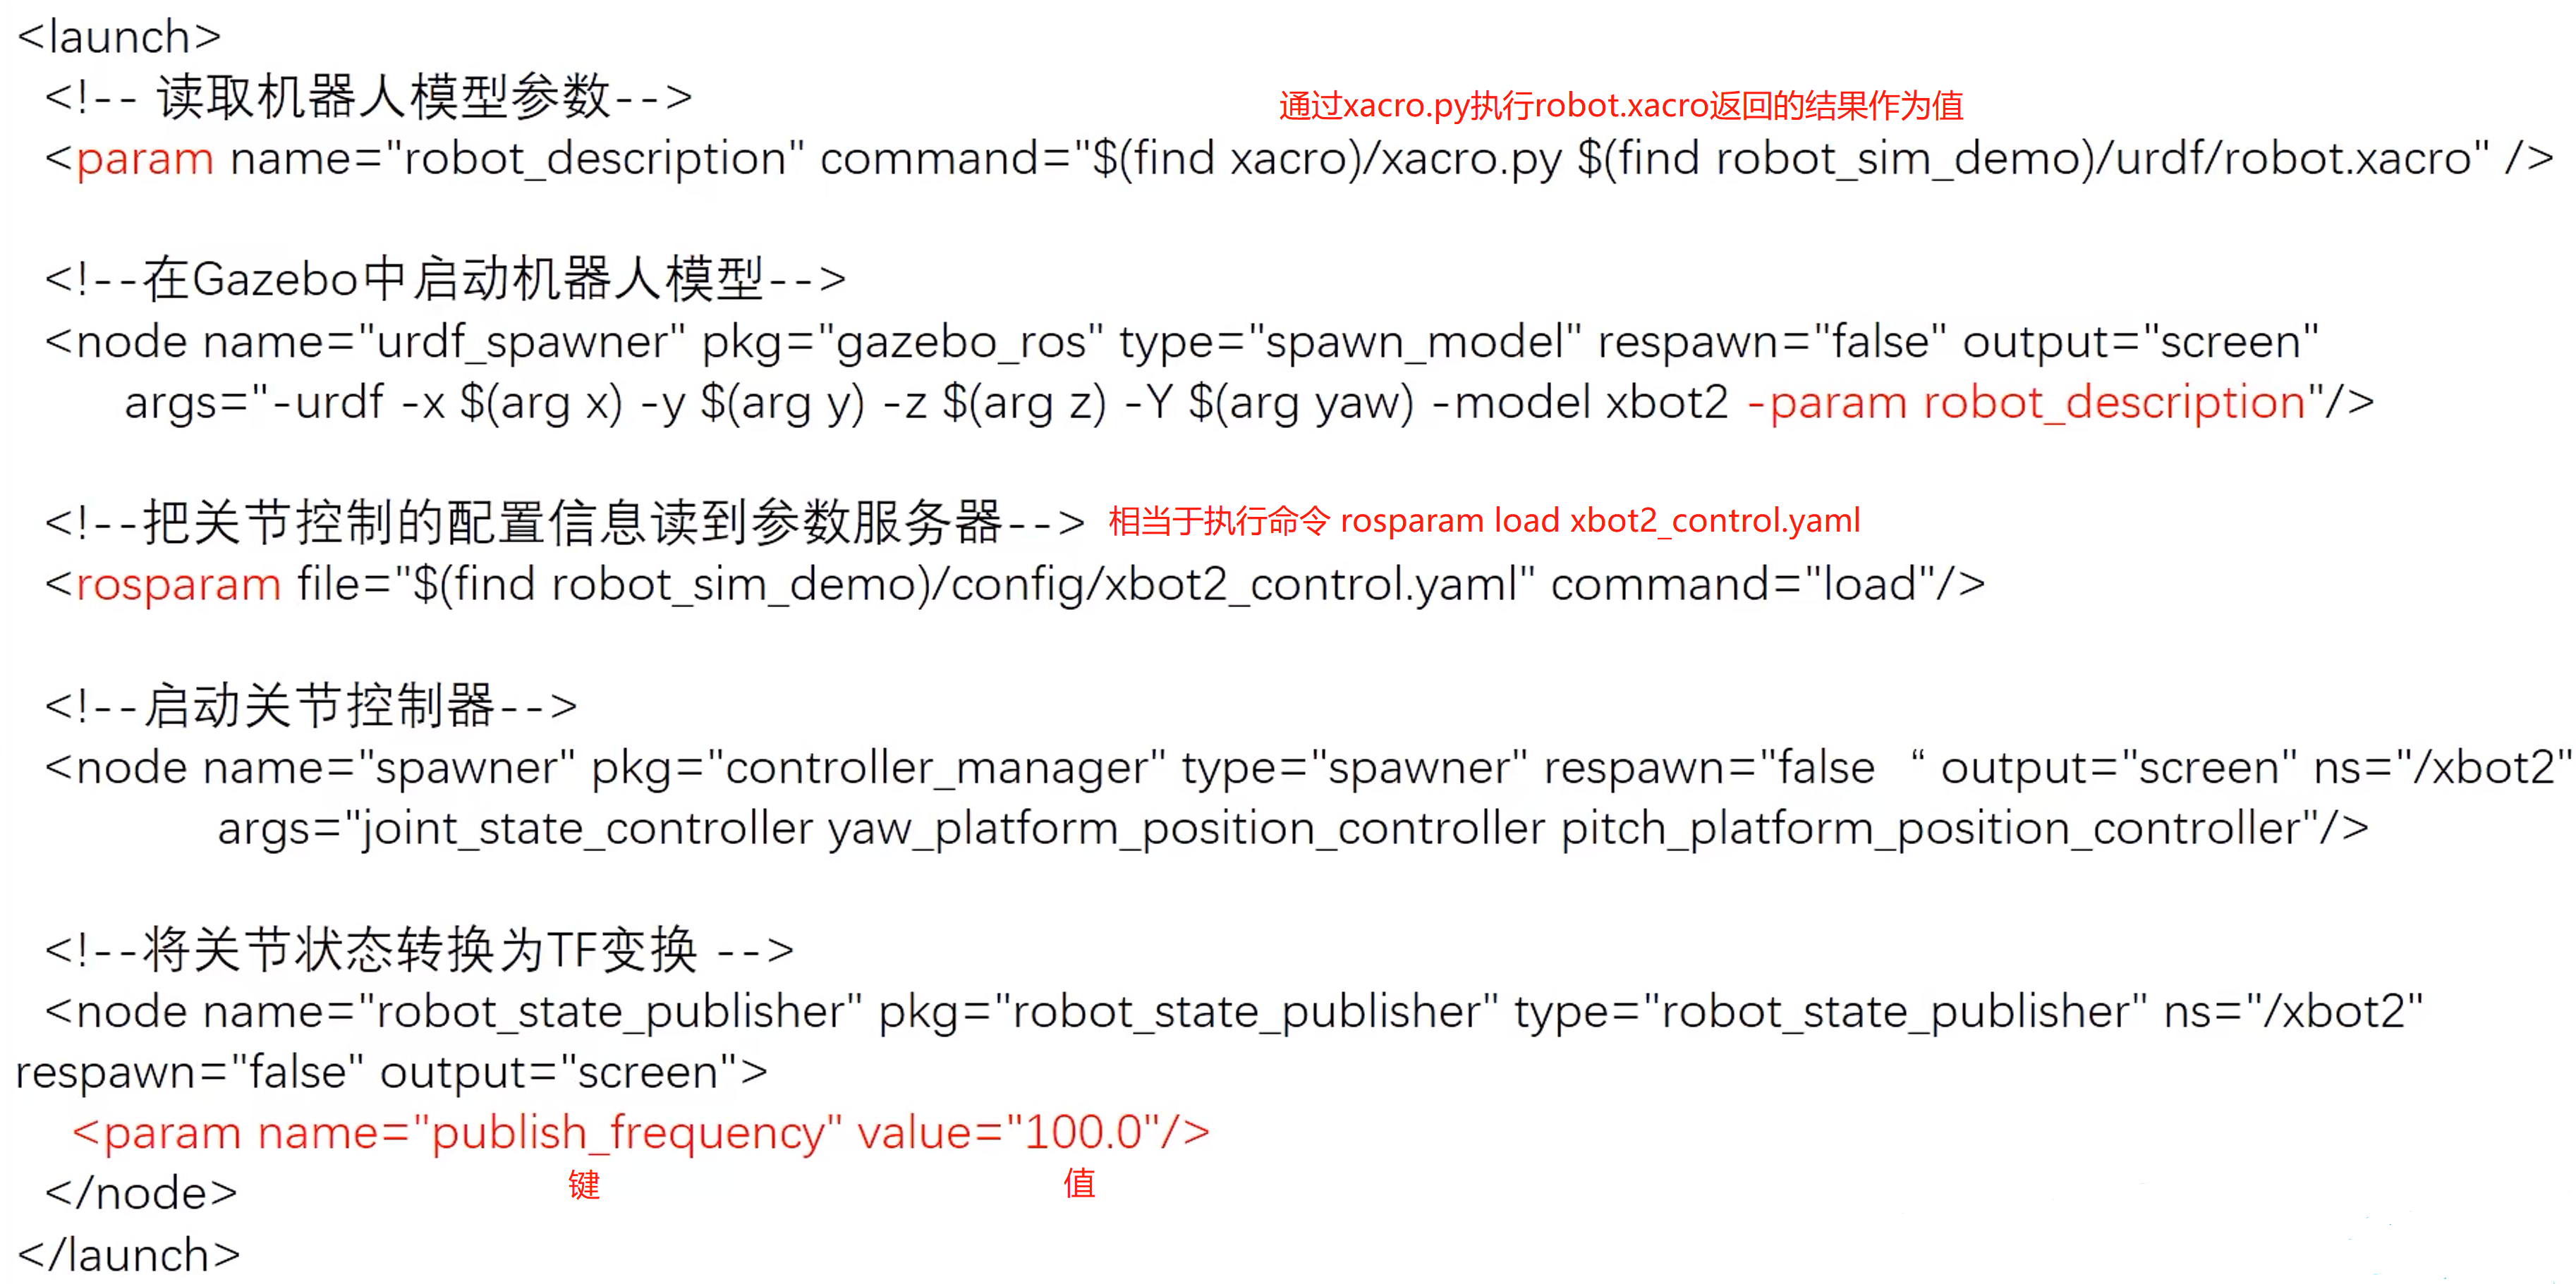 <launch>
<!-- 读取机器人模型参数-->
通过xacro.py执行robot.xacro返回的结果作为值
<param name="robot_description" command="$(find xacro)/xacro.py $(find robot_sim_demo)/urdf/robot.xacro" />
<!--在Gazebo中启动机器人模型-->
<node name="urdf_spawner" pkg="gazebo_ros" type="spawn_model" respawn="false" output="screen"
args="-urdf -x $(arg x) -y $(arg y) -z $(arg z) -Y $(arg yaw) -model xbot2 -param robot_description"/>
<!--把关节控制的配置信息读到参数服务器--> 相当于执行命令 rosparam load xbot2_control.yaml
<rosparam file="$(find robot_sim_demo)/config/xbot2_control.yaml" command="load"/>
<!--启动关节控制器-->
<node name="spawner" pkg="controller_manager" type="spawner" respawn="false “ output="screen" ns="/xbot2"
args="joint_state_controller yaw_platform_position_controller pitch_platform_position_controller"/>
<!--将关节状态转换为TF变换 -->
<node name="robot_state_publisher" pkg="robot_state_publisher" type="robot_state_publisher" ns="/xbot2"
respawn="false" output="screen">
<param name="publish_frequency" value="100.0"/>
键 值
</node>
</launch>